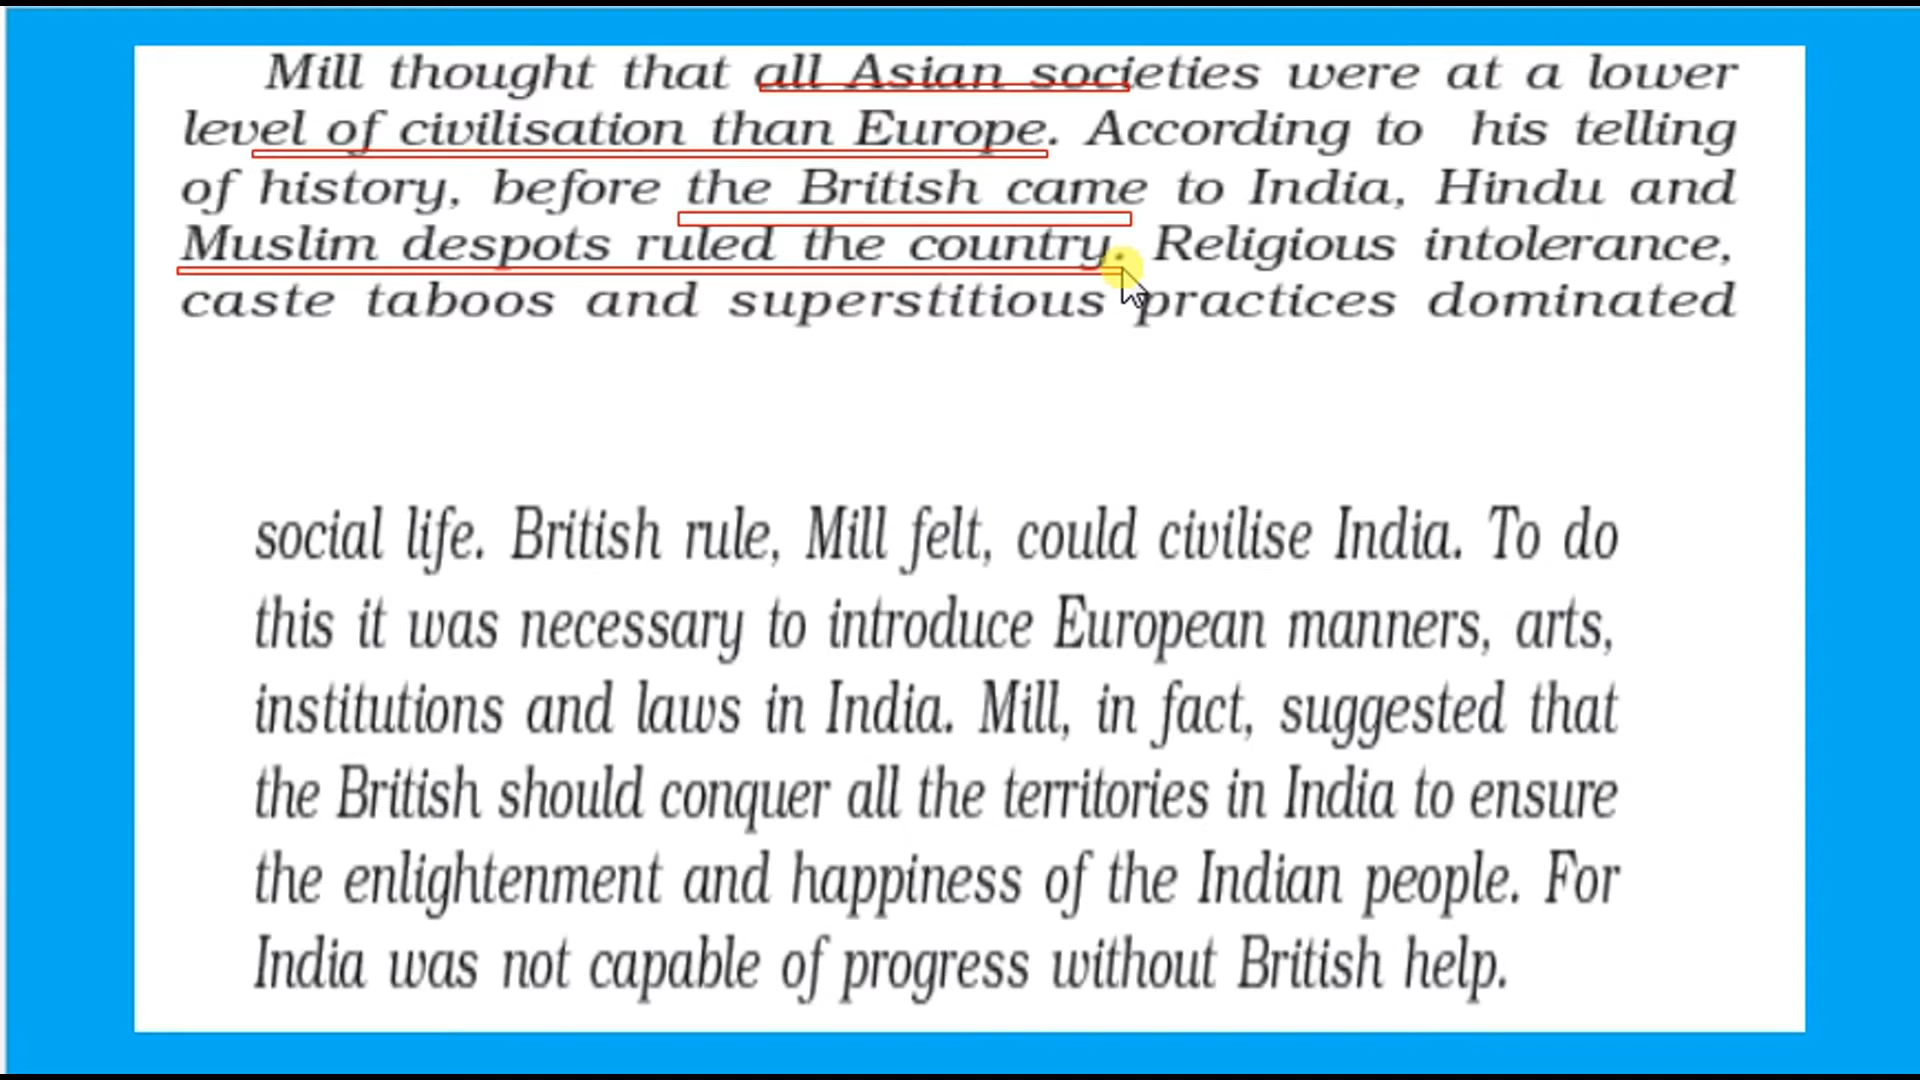 Mill thought that all Asian societies were at a lower
level of civilisation than Europe. According to his telling
of history, before the British came to India, Hindu and
Muslim despots ruled the country. Religious intolerance,
caste taboos and superstitious practices dominated
social life. British rule, Mill felt, could civilise India. To do
this it was necessary to introduce European manners, arts,
institutions and laws in India. Mill, in fact, suggested that
the British should conquer all the territories in India to ensure
the enlightenment and happiness of the Indian people. For
India was not capable of progress without British help.